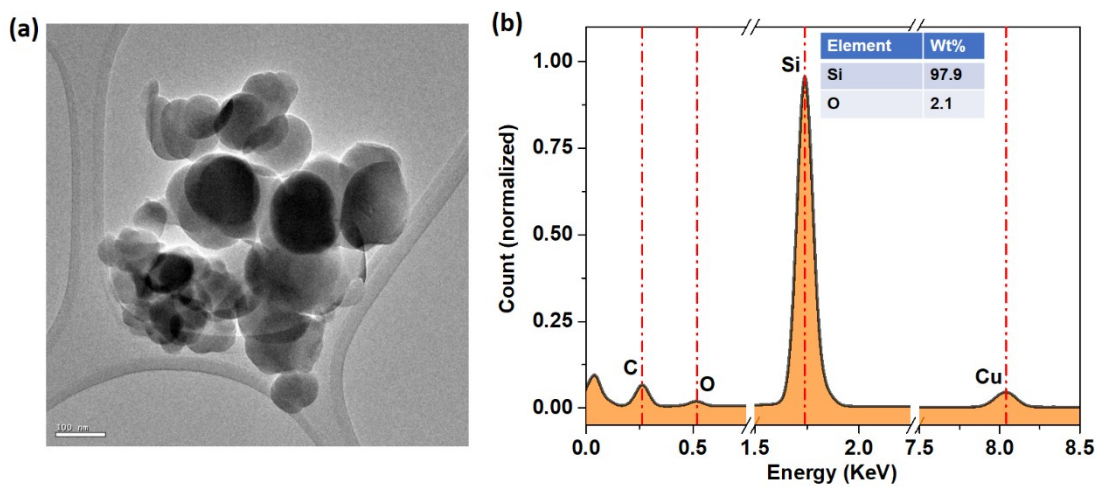 (a)
100 nm
(b)
Count (normalized)
1.00
0.75
0.50
0.25
0.00
Element Wt%
Si 97.9
O 2.1
Si
C
O
Cu
0.0 0.5 1.5 2.0 7.5 8.0 8.5
Energy (KeV)